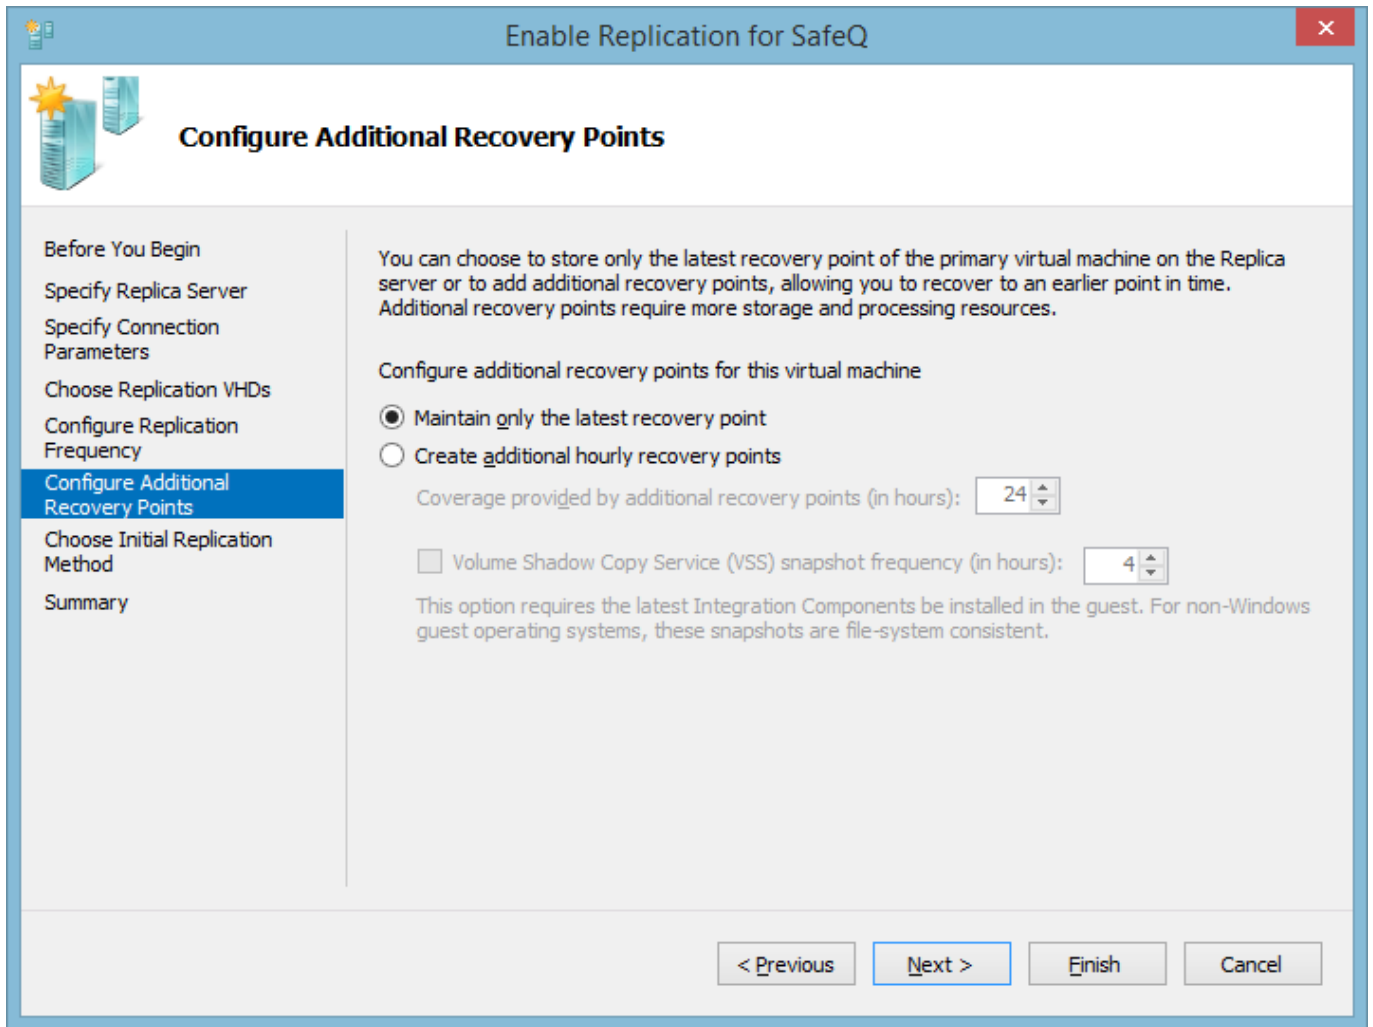 Enable Replication for SafeQ
Configure Additional Recovery Points
Before You Begin
Specify Replica Server
Specify Connection
Parameters
Choose Replication VHDs
Configure Replication
Frequency
Configure Additional
Recovery Points
Choose Initial Replication
Method
Summary
You can choose to store only the latest recovery point of the primary virtual machine on the Replica
server or to add additional recovery points, allowing you to recover to an earlier point in time.
Additional recovery points require more storage and processing resources.
Configure additional recovery points for this virtual machine
Maintain only the latest recovery point
Create additional hourly recovery points
Coverage provided by additional recovery points (in hours): 24
Volume Shadow Copy Service (VSS) snapshot frequency (in hours): 4
This option requires the latest Integration Components be installed in the guest. For non-Windows
guest operating systems, these snapshots are file-system consistent.
< Previous
Next >
Finish
Cancel